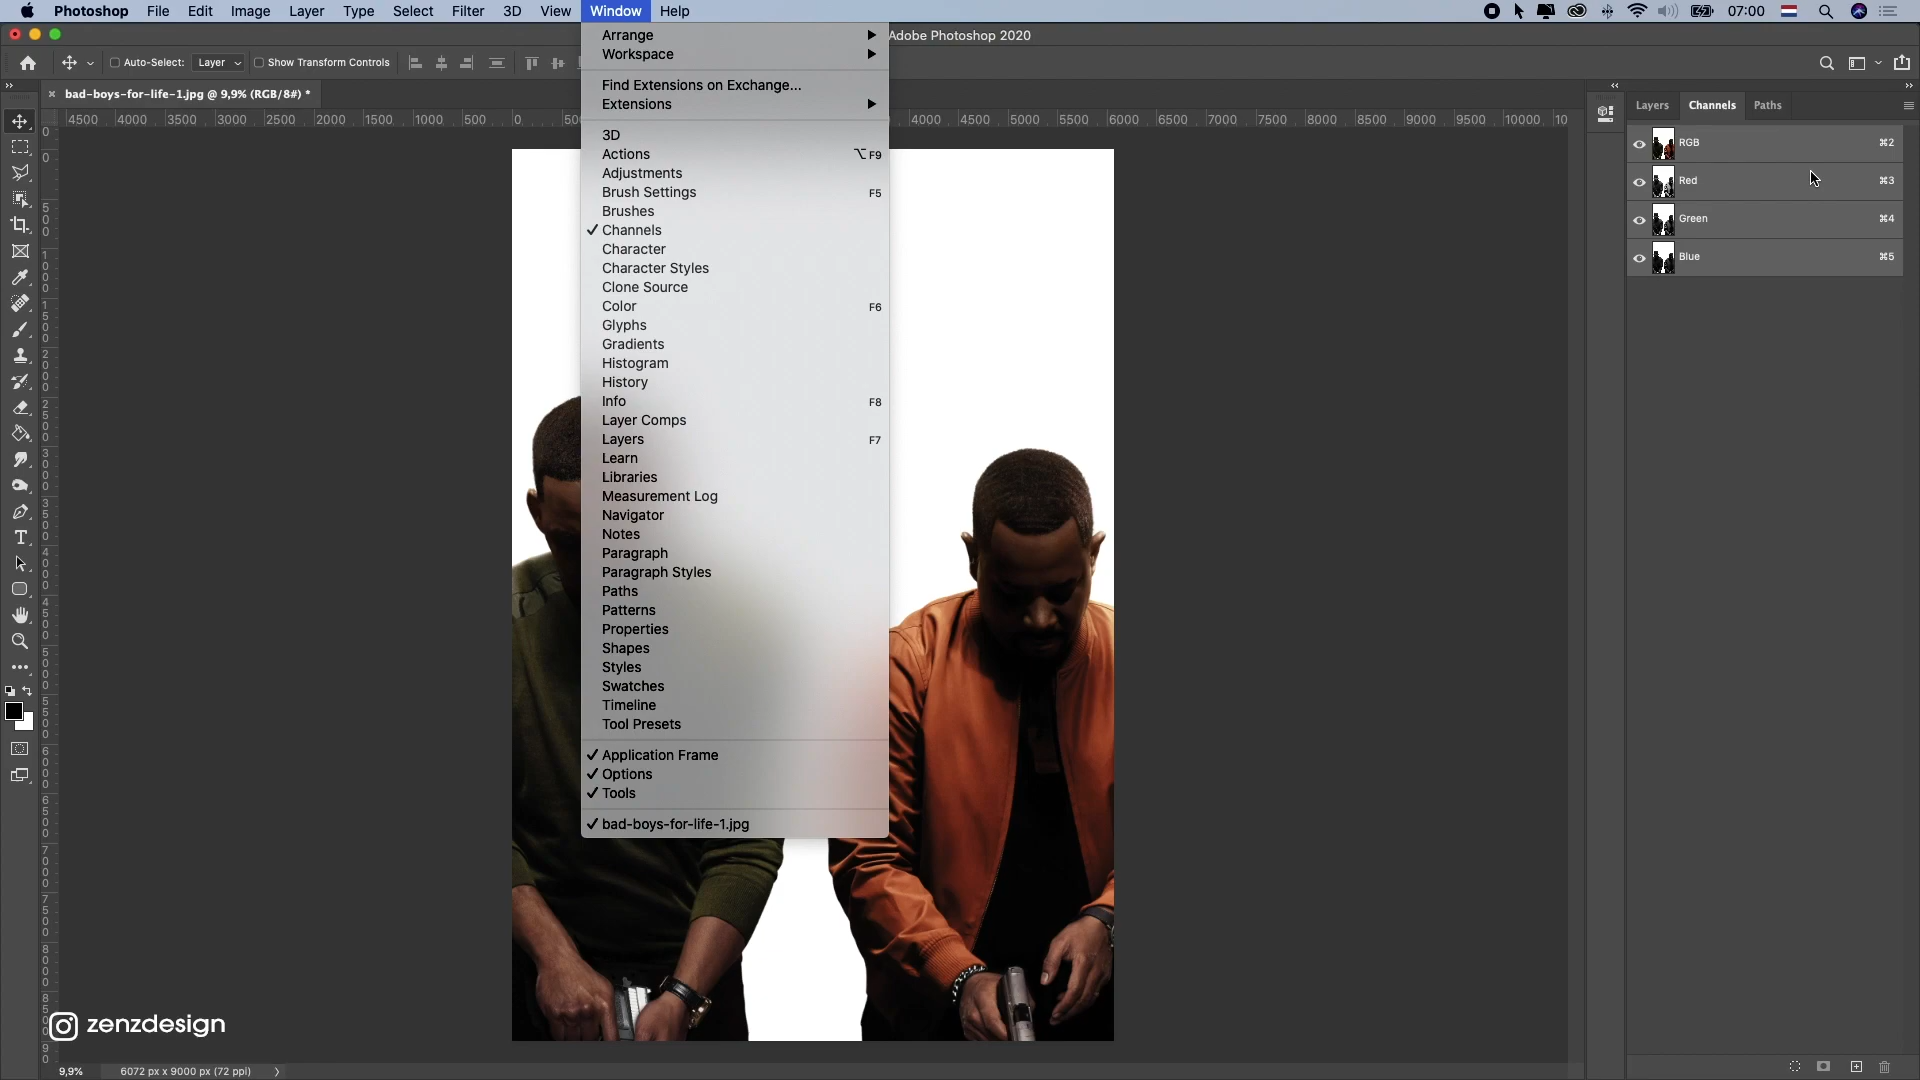 Photoshop File Edit Image Layer Type Select Filter 3D View Window Help 07:00
Adobe Photoshop 2020
Auto-Select: Layer Show Transform Controls
bad-boys-for-life-1.jpg @ 9,9% (RGB/8#) *
4500 4000 3500 3000 2500 2000 1500 1000 500 0 4000 4500 5000 5500 6000 6500 7000 7500 8000 8500 9000 9500 10000
Arrange
Workspace
Find Extensions on Exchange...
Extensions
3D
Actions ⌥F9
Adjustments
Brush Settings F5
Brushes
✓ Channels
Character
Character Styles
Clone Source
Color F6
Glyphs
Gradients
Histogram
History
Info F8
Layer Comps
Layers F7
Learn
Libraries
Measurement Log
Navigator
Notes
Paragraph
Paragraph Styles
Paths
Patterns
Properties
Shapes
Styles
Swatches
Timeline
Tool Presets
✓ Application Frame
✓ Options
✓ Tools
✓ bad-boys-for-life-1.jpg
Layers Channels Paths
RGB ⌘2
Red ⌘3
Green ⌘4
Blue ⌘5
zenzdesign
9,9% 6072 px x 9000 px (72 ppi)